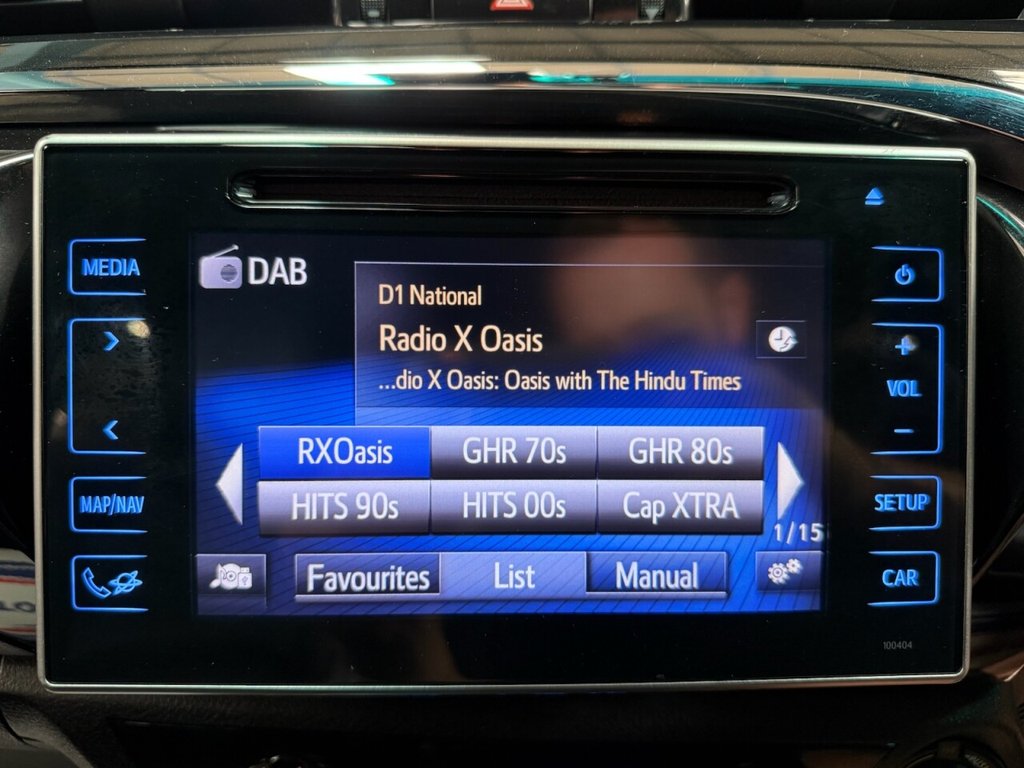 MEDIA
MAP/NAV
DAB
D1 National
Radio X Oasis
...dio X Oasis: Oasis with The Hindu Times
RXOasis GHR 70s GHR 80s
HITS 90s HITS 00s Cap XTRA
1/15
Favourites List Manual
+
VOL
-
SETUP
CAR
100404
LO